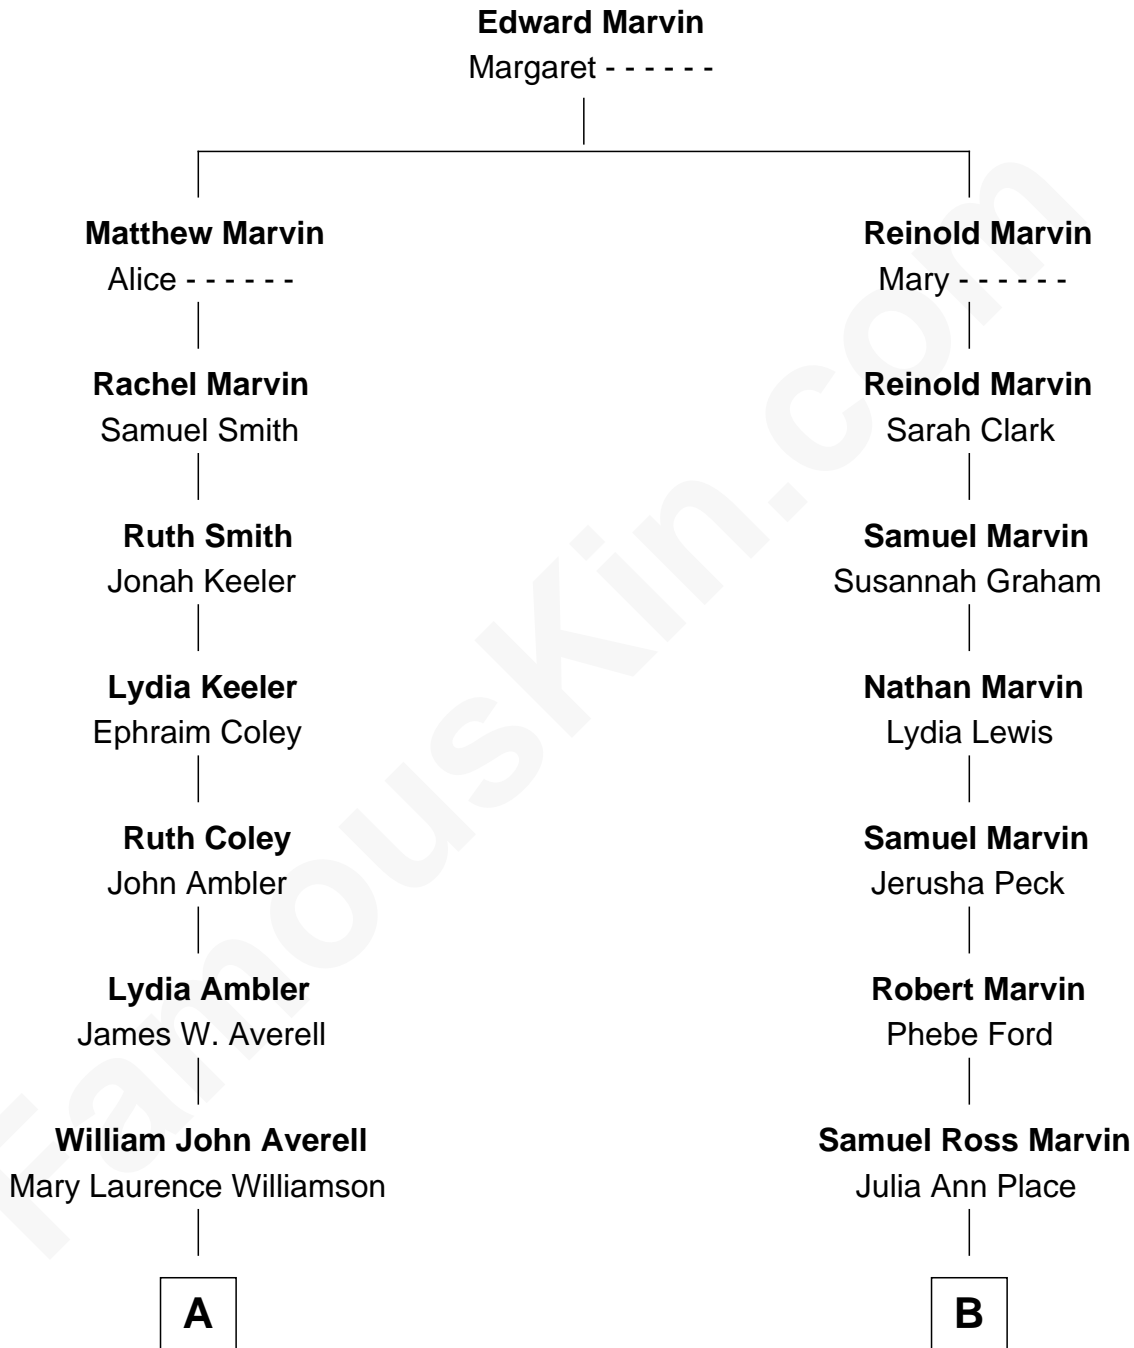 Edward Marvin
Margaret - - - - - -
Matthew Marvin
Alice - - - - - -
Reinold Marvin
Mary - - - - - -
Rachel Marvin
Samuel Smith
Reinold Marvin
Sarah Clark
Ruth Smith
Jonah Keeler
Samuel Marvin
Susannah Graham
Lydia Keeler
Ephraim Coley
Nathan Marvin
Lydia Lewis
Ruth Coley
John Ambler
Samuel Marvin
Jerusha Peck
Lydia Ambler
James W. Averell
Robert Marvin
Phebe Ford
William John Averell
Mary Laurence Williamson
Samuel Ross Marvin
Julia Ann Place
A
B
FamousKin.com